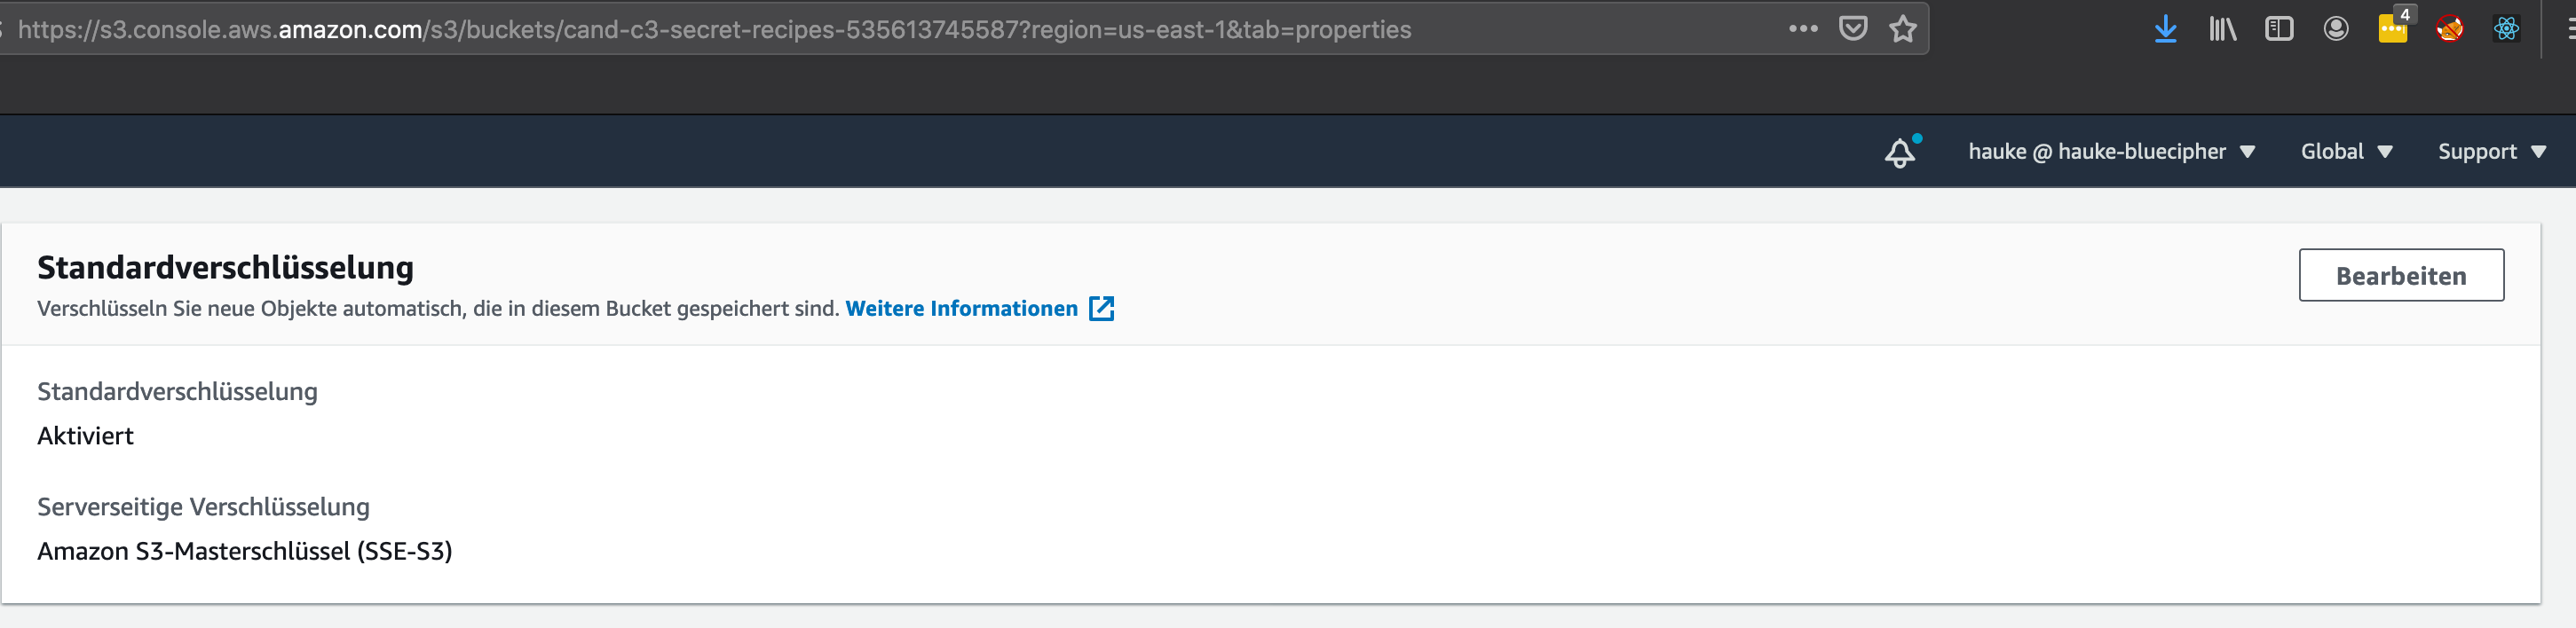 https://s3.console.aws.amazon.com/s3/buckets/cand-c3-secret-recipes-535613745587?region=us-east-1&tab=properties
4
hauke @ hauke-bluecipher Global Support
Standardverschlüsselung
Bearbeiten
Verschlüsseln Sie neue Objekte automatisch, die in diesem Bucket gespeichert sind. Weitere Informationen
Standardverschlüsselung
Aktiviert
Serverseitige Verschlüsselung
Amazon S3-Masterschlüssel (SSE-S3)